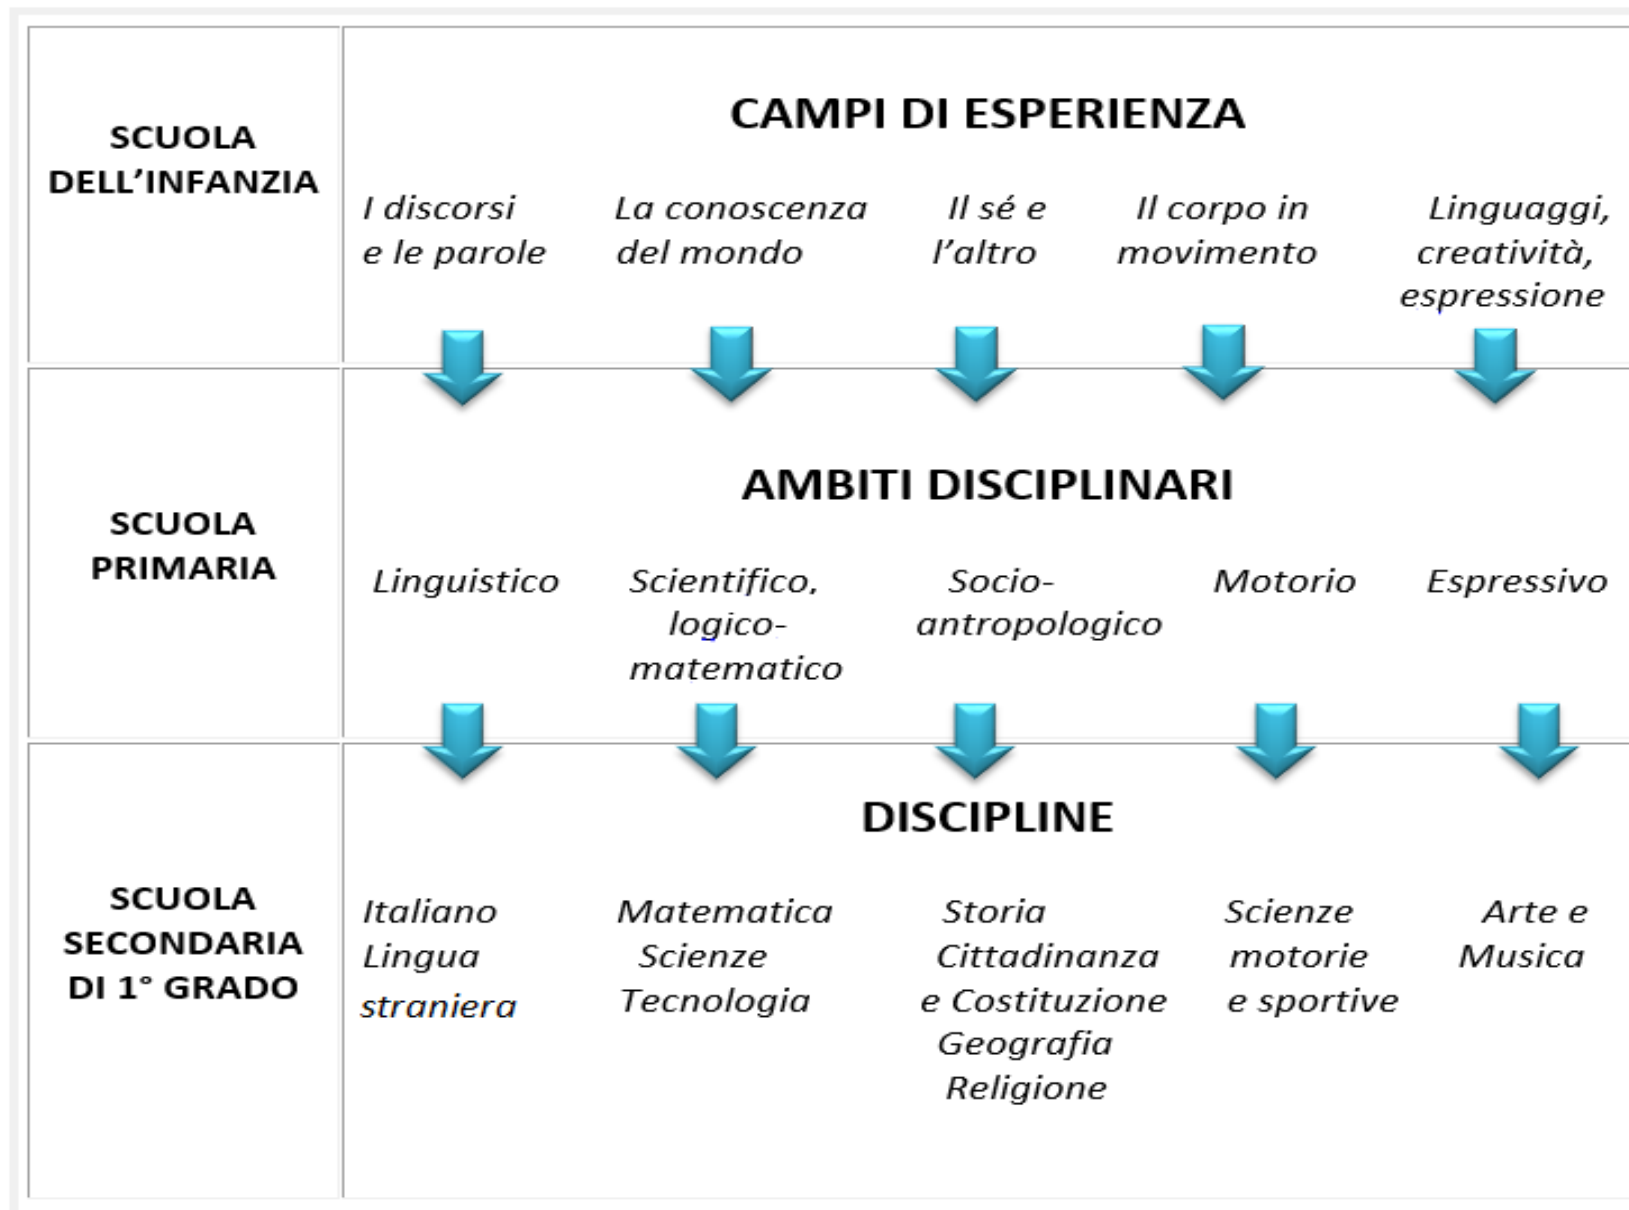 SCUOLA
DELL'INFANZIA
CAMPI DI ESPERIENZA
I discorsi
e le parole
La conoscenza
del mondo
Il sé e
l'altro
Il corpo in
movimento
Linguaggi,
creatività,
espressione
SCUOLA
PRIMARIA
AMBITI DISCIPLINARI
Linguistico
Scientifico,
logico-
matematico
Socio-
antropologico
Motorio
Espressivo
SCUOLA
SECONDARIA
DI 1° GRADO
DISCIPLINE
Italiano
Lingua
straniera
Matematica
Scienze
Tecnologia
Storia
Cittadinanza
e Costituzione
Geografia
Religione
Scienze
motorie
e sportive
Arte e
Musica